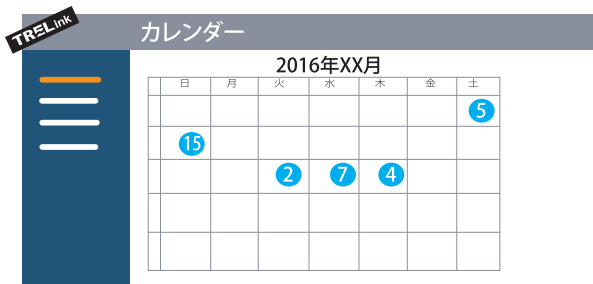 TRELink
カレンダー
2016年XX月
日 月 火 水 木 金 土
5
15
2 7 4